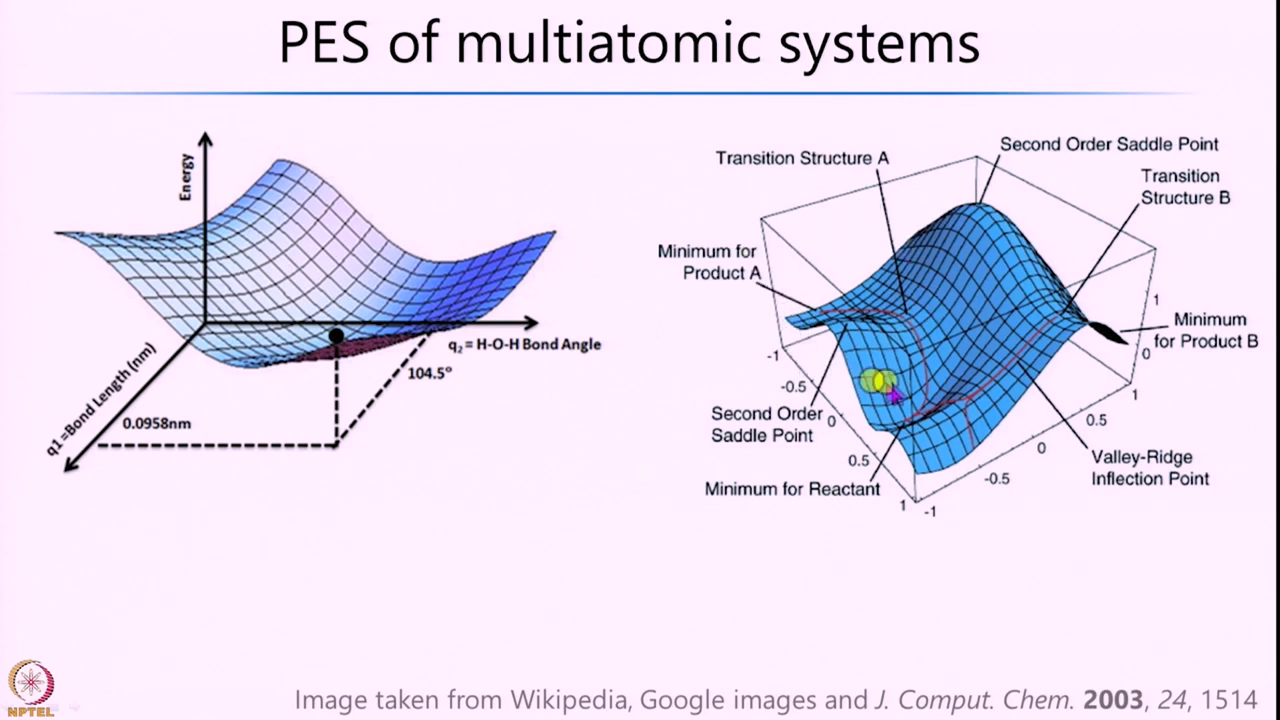 PES of multiatomic systems
Energy
q₂ = H-O-H Bond Angle
104.5°
0.0958nm
q1 =Bond Length (nm)
Transition Structure A
Second Order Saddle Point
Transition
Structure B
Minimum for
Product A
Minimum
for Product B
Second Order
Saddle Point
Minimum for Reactant
Valley-Ridge
Inflection Point
-1
-0.5
0
0.5
1
-1
-0.5
0
0.5
1
0
1
NPTEL
Image taken from Wikipedia, Google images and J. Comput. Chem. 2003, 24, 1514